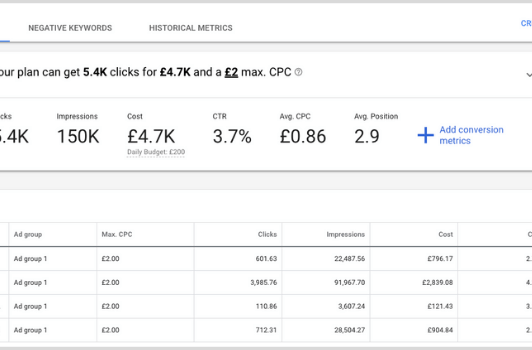 CR
NEGATIVE KEYWORDS HISTORICAL METRICS
our plan can get 5.4K clicks for £4.7K and a £2 max. CPC
cks Impressions Cost CTR Avg. CPC Avg. Position
5.4K 150K £4.7K 3.7% £0.86 2.9
Add conversion
metrics
Daily Budget: £200
Ad group Max. CPC Clicks Impressions Cost C
Ad group 1 £2.00 601.63 22,487.56 £796.17 2.
Ad group 1 £2.00 3,985.76 91,967.70 £2,839.08 4.
Ad group 1 £2.00 110.86 3,607.24 £121.43 3.
Ad group 1 £2.00 712.31 28,504.27 £904.84 2.